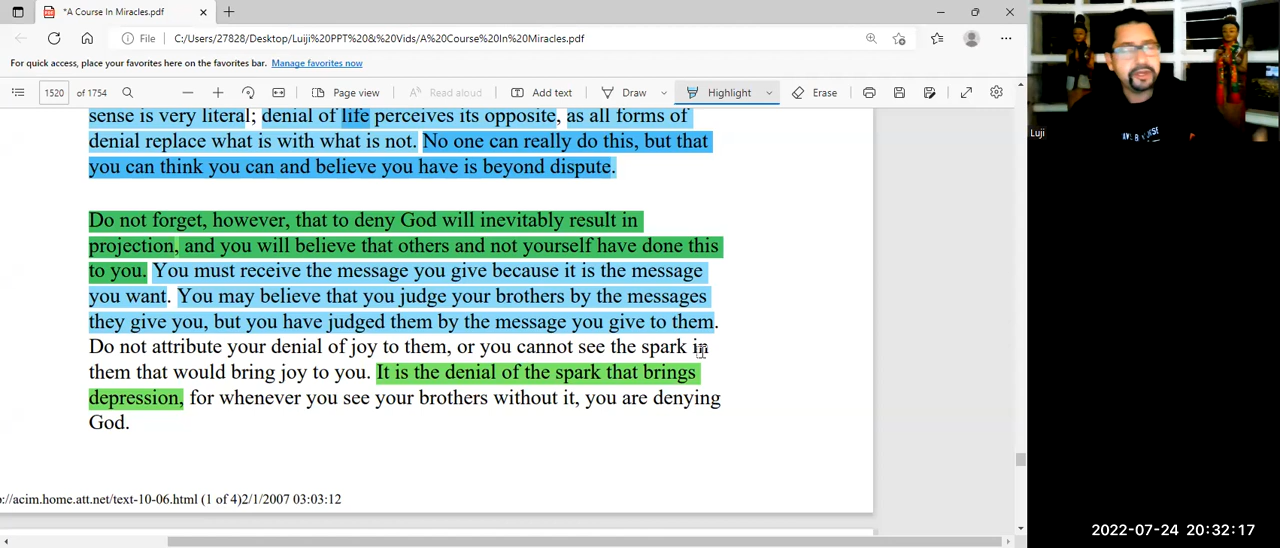 *A Course In Miracles.pdf
File
C:/Users/27828/Desktop/Luiji%20PPT%20&%20Vids/A%20Course%20In%20Miracles.pdf
For quick access, place your favorites here on the favorites bar. Manage favorites now
1520 of 1754
Page view
Read aloud
Add text
Draw
Highlight
Erase
sense is very literal; denial of life perceives its opposite, as all forms of
denial replace what is with what is not. No one can really do this, but that
you can think you can and believe you have is beyond dispute.
Do not forget, however, that to deny God will inevitably result in
projection, and you will believe that others and not yourself have done this
to you. You must receive the message you give because it is the message
you want. You may believe that you judge your brothers by the messages
they give you, but you have judged them by the message you give to them.
Do not attribute your denial of joy to them, or you cannot see the spark in
them that would bring joy to you. It is the denial of the spark that brings
depression, for whenever you see your brothers without it, you are denying
God.
://acim.home.att.net/text-10-06.html (1 of 4)2/1/2007 03:03:12
Luji
2022-07-24 20:32:17